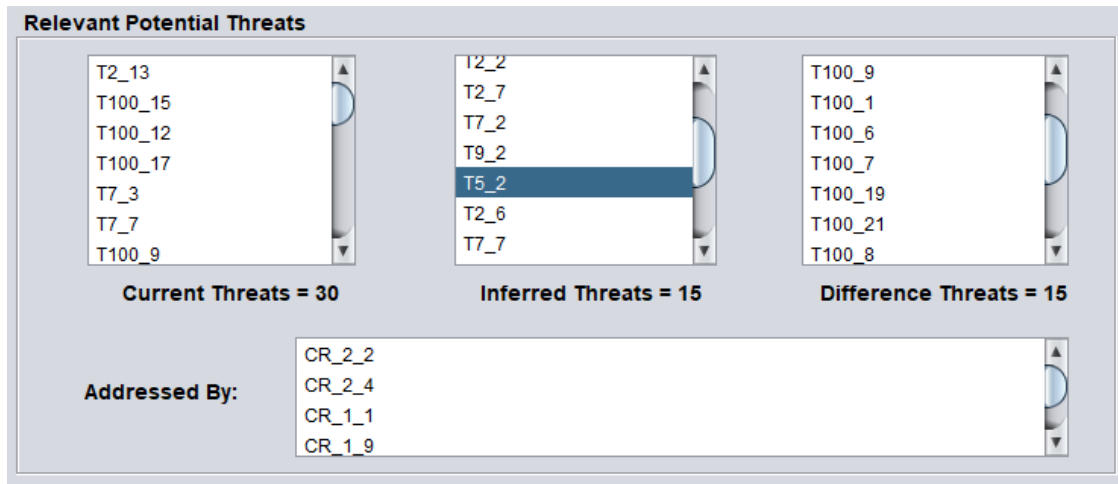 Relevant Potential Threats
T2_13
T100_15
T100_12
T100_17
T7_3
T7_7
T100_9
T2_2
T2_7
T7_2
T9_2
T5_2
T2_6
T7_7
T100_9
T100_1
T100_6
T100_7
T100_19
T100_21
T100_8
Current Threats = 30
Inferred Threats = 15
Difference Threats = 15
Addressed By:
CR_2_2
CR_2_4
CR_1_1
CR_1_9